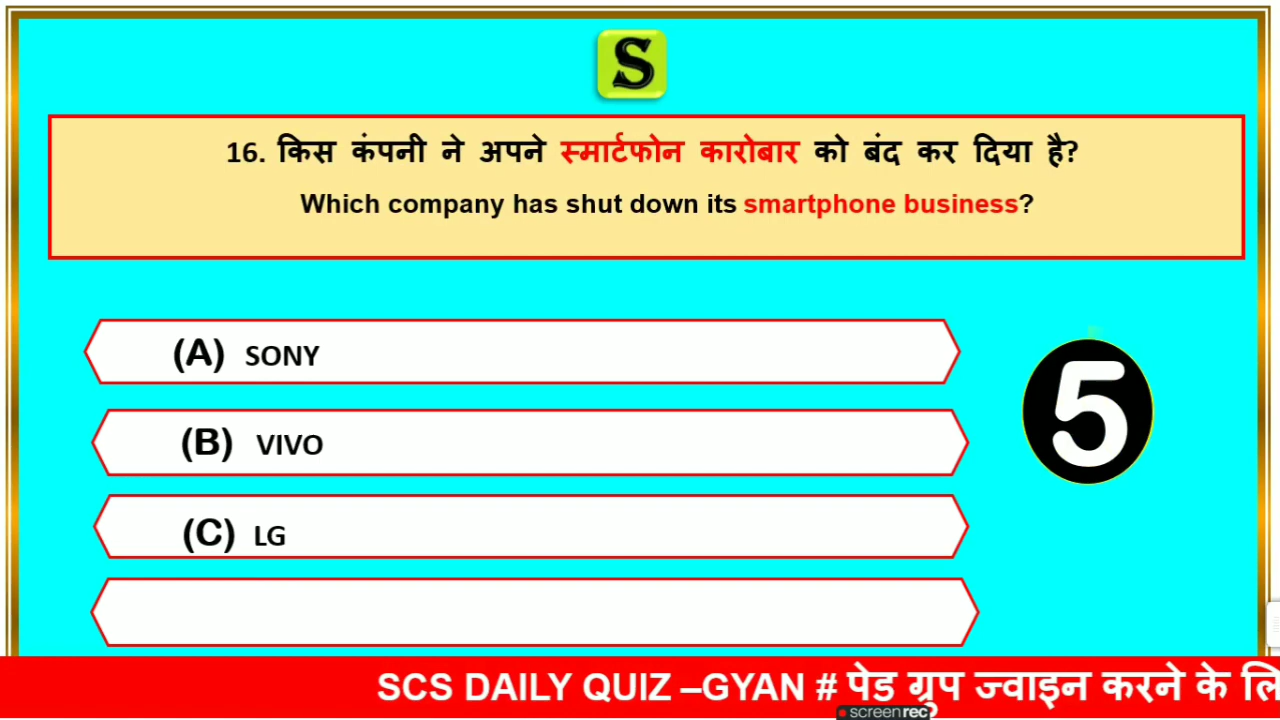 S
16. किस कंपनी ने अपने स्मार्टफोन कारोबार को बंद कर दिया है?
Which company has shut down its smartphone business?
(A) SONY
(B) VIVO
5
(C) LG
SCS DAILY QUIZ –GYAN # पेड ग्रुप ज्वाइन करने के लि
screenrec